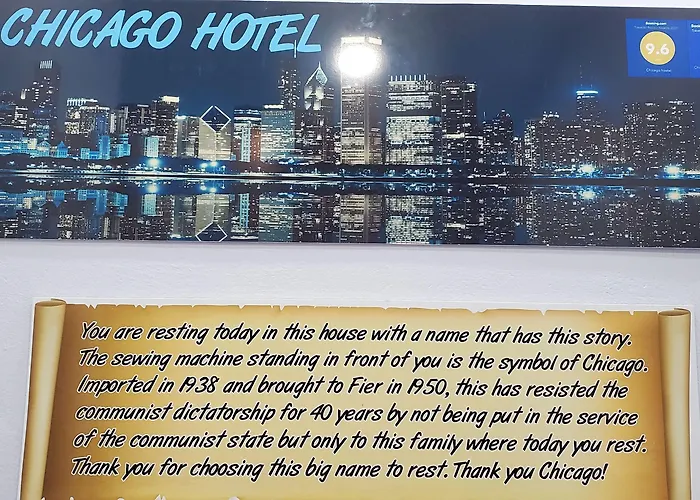 CHICAGO HOTEL
Booking.com
9.6
You are resting today in this house with a name that has this story.
The sewing machine standing in front of you is the symbol of Chicago.
Imported in 1938 and brought to Fier in 1950, this has resisted the
communist dictatorship for 40 years by not being put in the service
of the communist state but only to this family where today you rest.
Thank you for choosing this big name to rest. Thank you Chicago!